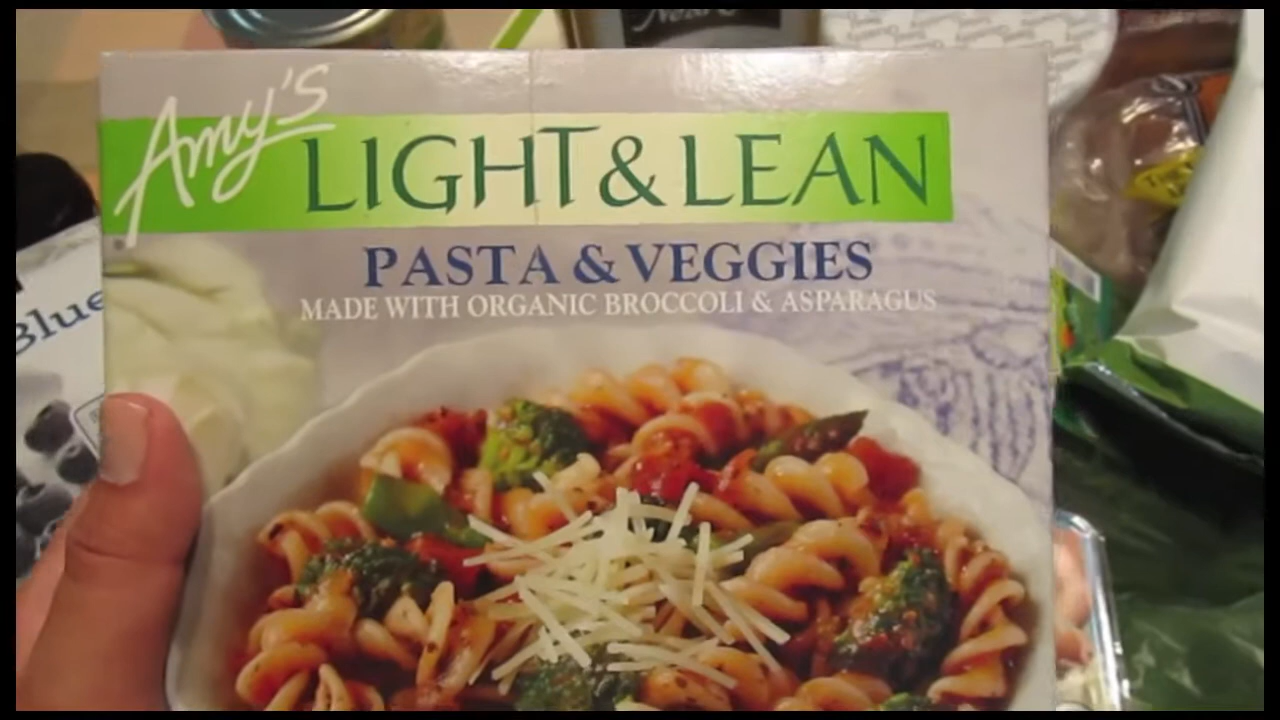 Amy's
LIGHT & LEAN
PASTA & VEGGIES
MADE WITH ORGANIC BROCCOLI & ASPARAGUS
Blue